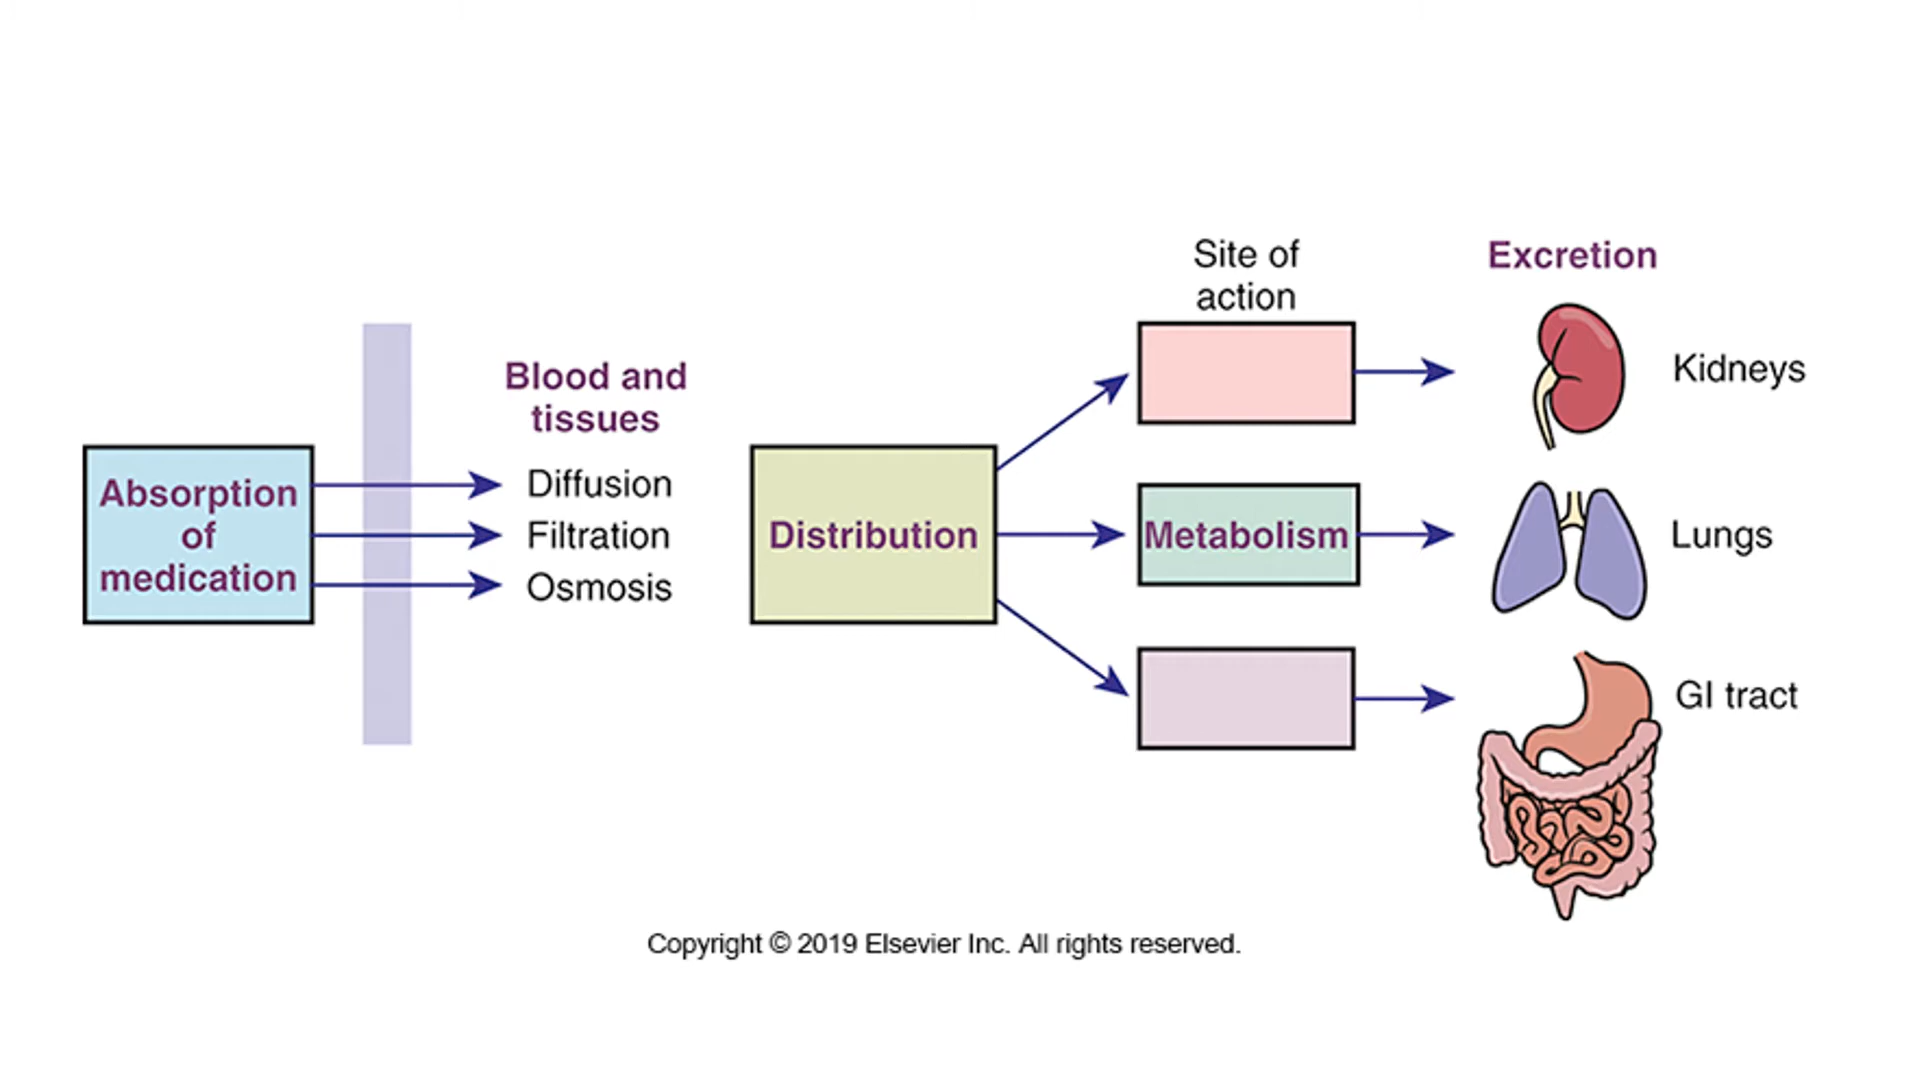 Absorption
of
medication
Blood and
tissues
Diffusion
Filtration
Osmosis
Distribution
Site of
action
Metabolism
Excretion
Kidneys
Lungs
GI tract
Copyright © 2019 Elsevier Inc. All rights reserved.